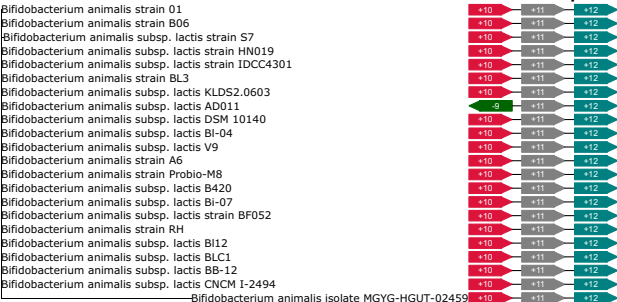 Bifidobacterium animalis strain 01 +10 +11 +12
Bifidobacterium animalis strain B06 +10 +11 +12
Bifidobacterium animalis subsp. lactis strain S7 +10 +11 +12
Bifidobacterium animalis subsp. lactis strain HN019 +10 +11 +12
Bifidobacterium animalis subsp. lactis strain IDCC4301 +10 +11 +12
Bifidobacterium animalis strain BL3 +10 +11 +12
Bifidobacterium animalis subsp. lactis KLDS2.0603 +10 +11 +12
Bifidobacterium animalis subsp. lactis AD011 -9 +11 +12
Bifidobacterium animalis subsp. lactis DSM 10140 +10 +11 +12
Bifidobacterium animalis subsp. lactis Bl-04 +10 +11 +12
Bifidobacterium animalis subsp. lactis V9 +10 +11 +12
Bifidobacterium animalis strain A6 +10 +11 +12
Bifidobacterium animalis strain Probio-M8 +10 +11 +12
Bifidobacterium animalis subsp. lactis B420 +10 +11 +12
Bifidobacterium animalis subsp. lactis Bi-07 +10 +11 +12
Bifidobacterium animalis subsp. lactis strain BF052 +10 +11 +12
Bifidobacterium animalis strain RH +10 +11 +12
Bifidobacterium animalis subsp. lactis Bl12 +10 +11 +12
Bifidobacterium animalis subsp. lactis BLC1 +10 +11 +12
Bifidobacterium animalis subsp. lactis BB-12 +10 +11 +12
Bifidobacterium animalis subsp. lactis CNCM I-2494 +10 +11 +12
Bifidobacterium animalis isolate MGYG-HGUT-02459 +10 +11 +12